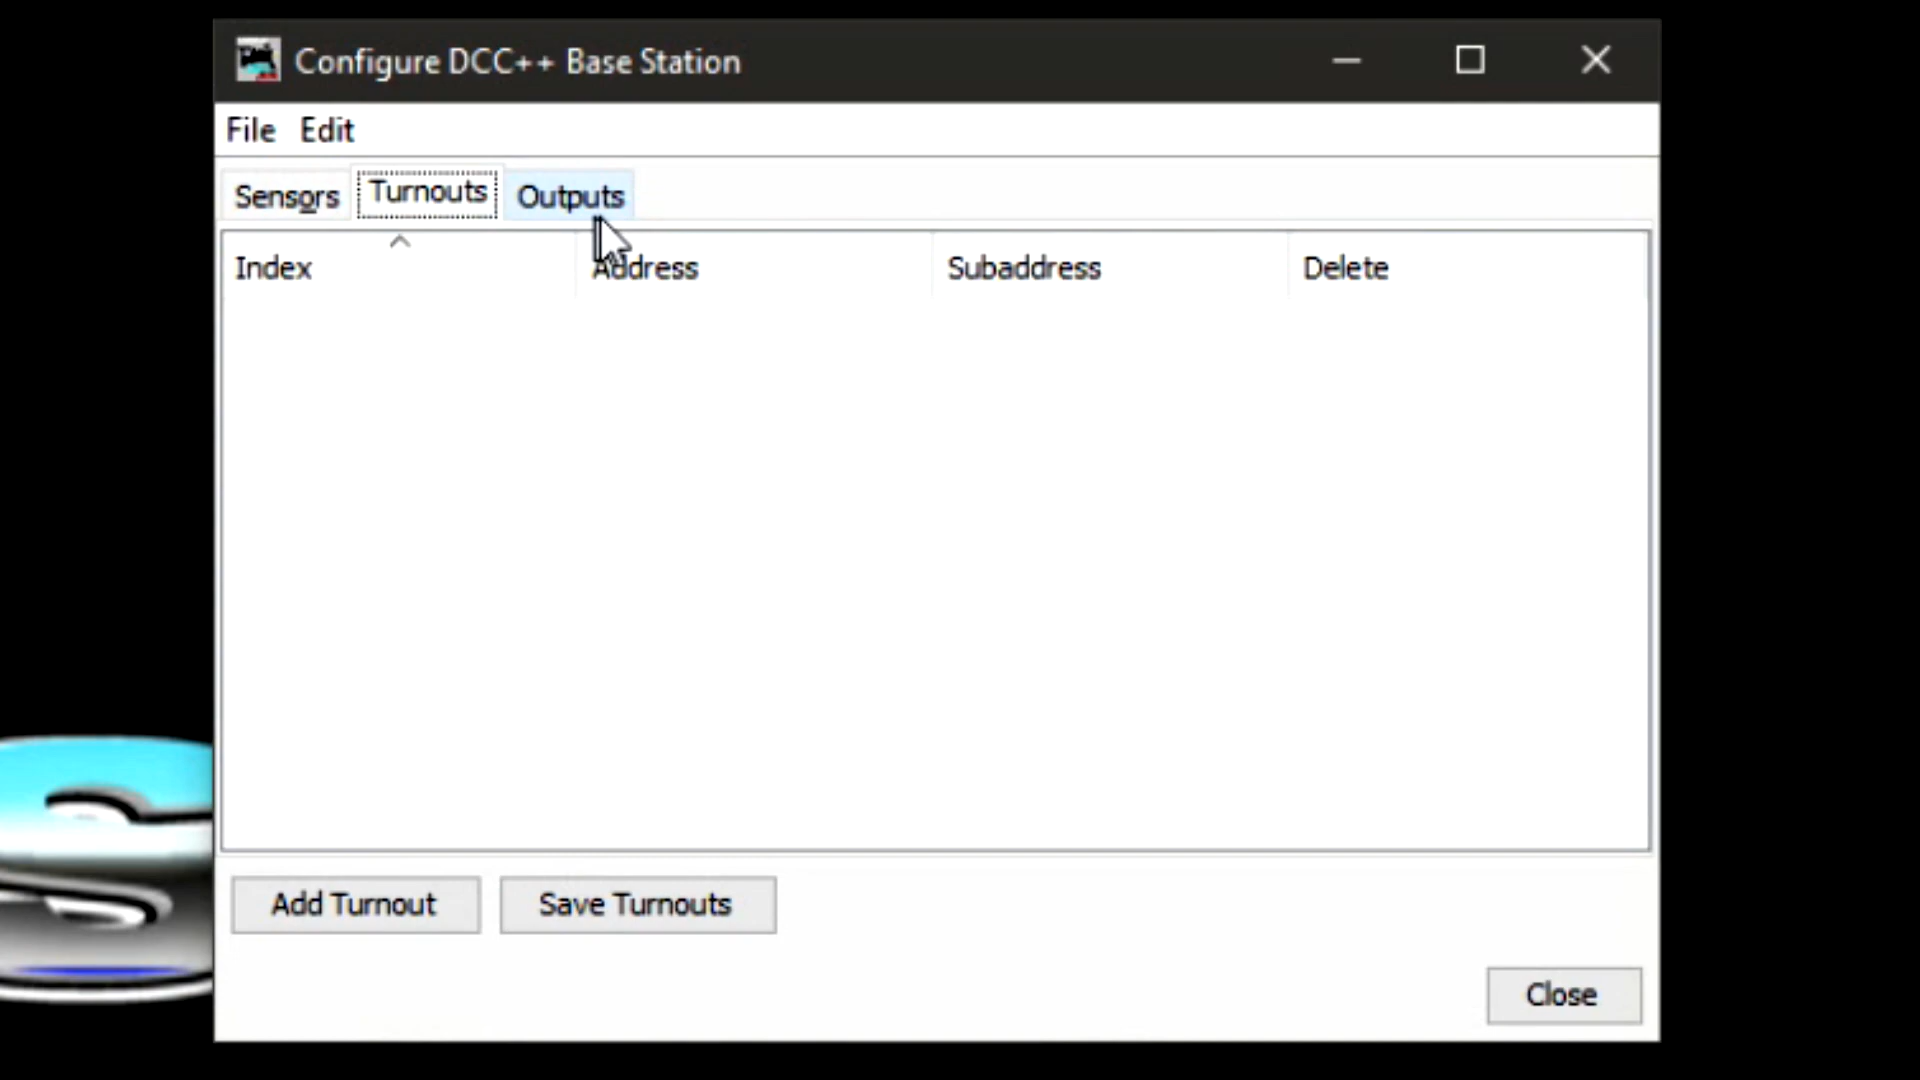 Configure DCC++ Base Station
File Edit
Sensors Turnouts Outputs
Index Address Subaddress Delete
Add Turnout Save Turnouts
Close